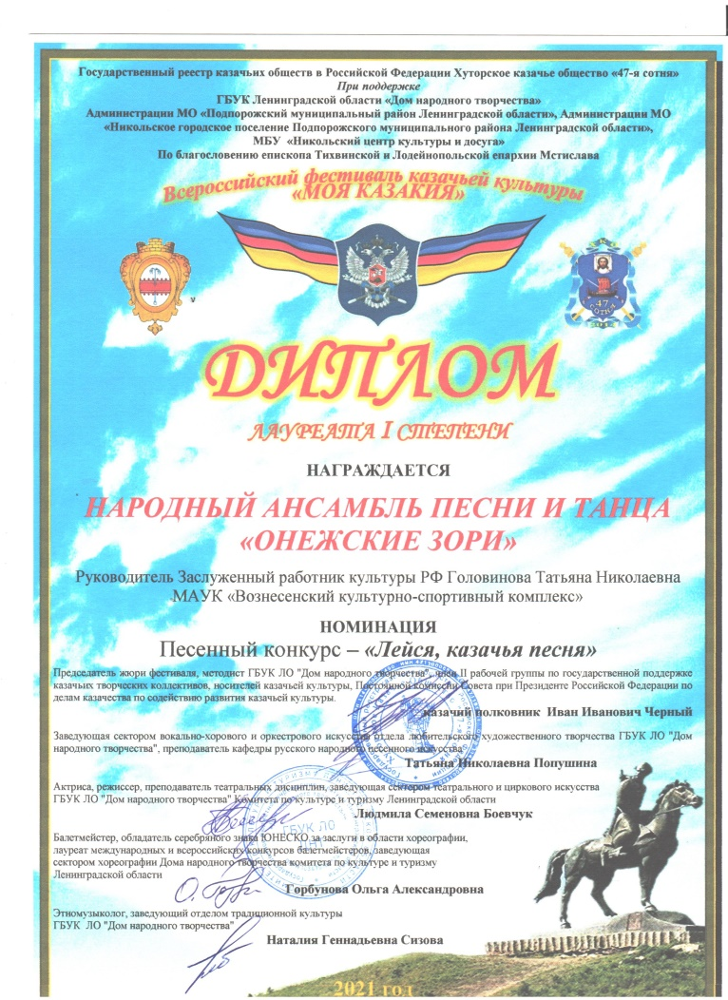 Государственный реестр казачьих обществ в Российской Федерации Хуторское казачье общество «47-я сотня»
При поддержке
ГБУК Ленинградской области «Дом народного творчества»
Администрации МО «Подпорожский муниципальный район Ленинградской области», Администрации МО
«Никольское городское поселение Подпорожского муниципального района Ленинградской области»,
МБУ «Никольский центр культуры и досуга»
По благословению епископа Тихвинской и Лодейнопольской епархии Мстислава
Всероссийский фестиваль казачьей культуры
«МОЯ КАЗАКИЯ»
v
47
СОТНЯ
ДИПЛОМ
ЛАУРЕАТА I СТЕПЕНИ
НАГРАЖДАЕТСЯ
НАРОДНЫЙ АНСАМБЛЬ ПЕСНИ И ТАНЦА
«ОНЕЖСКИЕ ЗОРИ»
Руководитель Заслуженный работник культуры РФ Головинова Татьяна Николаевна
МАУК «Вознесенский культурно-спортивный комплекс»
НОМИНАЦИЯ
Песенный конкурс – «Лейся, казачья песня»
Председатель жюри фестиваля, методист ГБУК ЛО "Дом народного творчества", член II рабочей группы по государственной поддержке
казачьих творческих коллективов, носителей казачьей культуры, Постоянной комиссии Совета при Президенте Российской Федерации по
делам казачества по содействию развития казачьей культуры.
казачий полковник Иван Иванович Черный
Заведующая сектором вокально-хорового и оркестрового искусства отдела любительского художественного творчества ГБУК ЛО "Дом
народного творчества", преподаватель кафедры русского народного песенного искусства
Татьяна Николаевна Попушина
Актриса, режиссер, преподаватель театральных дисциплин, заведующая сектором театрального и циркового искусства
ГБУК ЛО "Дом народного творчества" Комитета по культуре и туризму Ленинградской области
Людмила Семеновна Боевчук
ГБУК ЛО
Балетмейстер, обладатель серебряного знака ЮНЕСКО за заслуги в области хореографии,
лауреат международных и всероссийских конкурсов балетмейстеров, заведующая
сектором хореографии Дома народного творчества комитета по культуре и туризму
Ленинградской области
Горбунова Ольга Александровна
Этномузыколог, заведующий отделом традиционной культуры
ГБУК ЛО "Дом народного творчества"
Наталия Геннадьевна Сизова
2021 год